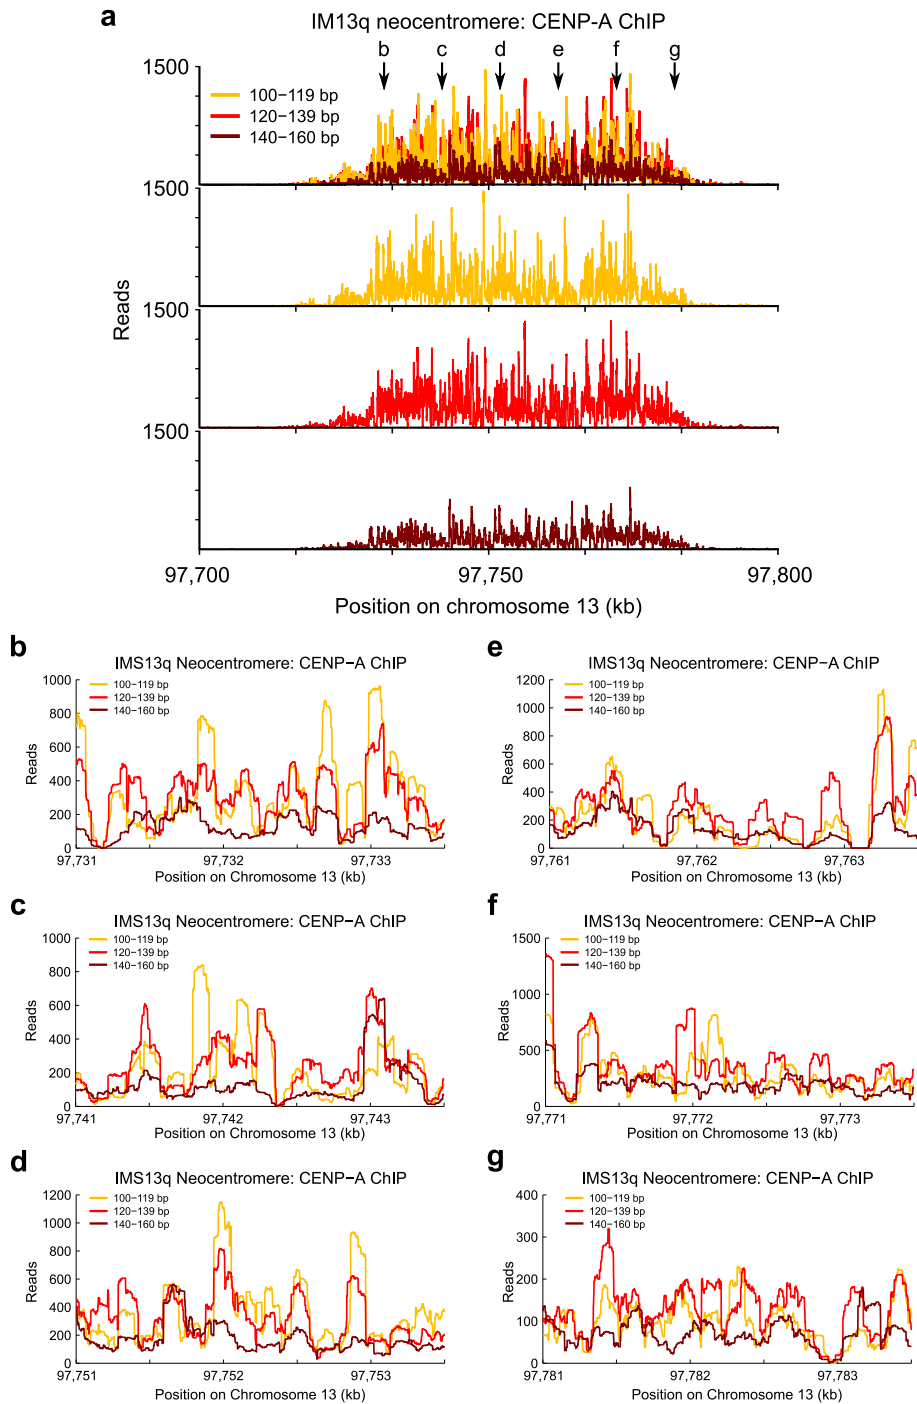 a
IM13q neocentromere: CENP-A ChIP
b c d e f g
1500
100−119 bp
120−139 bp
140−160 bp
1500
1500
1500
Reads
97,700 97,750 97,800
Position on chromosome 13 (kb)
b
IMS13q Neocentromere: CENP−A ChIP
1000
800
600
400
200
0
100−119 bp
120−139 bp
140−160 bp
Reads
97,731 97,732 97,733
Position on Chromosome 13 (kb)
c
IMS13q Neocentromere: CENP−A ChIP
1000
800
600
400
200
0
100−119 bp
120−139 bp
140−160 bp
Reads
97,741 97,742 97,743
Position on Chromosome 13 (kb)
d
IMS13q Neocentromere: CENP−A ChIP
1200
1000
800
600
400
200
0
100−119 bp
120−139 bp
140−160 bp
Reads
97,751 97,752 97,753
Position on Chromosome 13 (kb)
e
IMS13q Neocentromere: CENP−A ChIP
1200
1000
800
600
400
200
0
100−119 bp
120−139 bp
140−160 bp
Reads
97,761 97,762 97,763
Position on Chromosome 13 (kb)
f
IMS13q Neocentromere: CENP−A ChIP
1500
1000
500
0
100−119 bp
120−139 bp
140−160 bp
Reads
97,771 97,772 97,773
Position on Chromosome 13 (kb)
g
IMS13q Neocentromere: CENP−A ChIP
400
300
200
100
0
100−119 bp
120−139 bp
140−160 bp
Reads
97,781 97,782 97,783
Position on Chromosome 13 (kb)